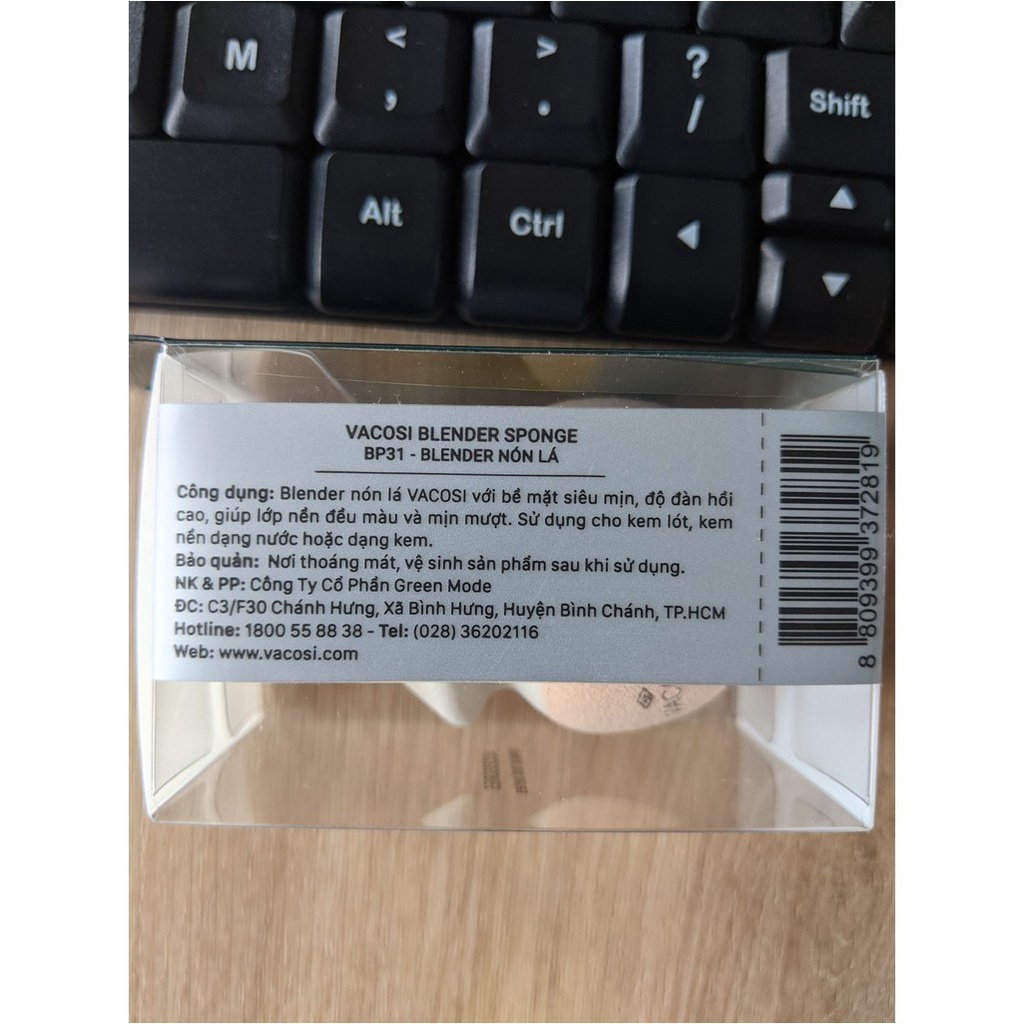 M
<
,
>
.
?
/
Shift
Alt
Ctrl
VACOSI BLENDER SPONGE
BP31 - BLENDER NÓN LÁ
Công dụng: Blender nón lá VACOSI với bề mặt siêu mịn, độ đàn hồi
cao, giúp lớp nền đều màu và mịn mượt. Sử dụng cho kem lót, kem
nền dạng nước hoặc dạng kem.
Bảo quản: Nơi thoáng mát, vệ sinh sản phẩm sau khi sử dụng.
NK & PP: Công Ty Cổ Phần Green Mode
ĐC: C3/F30 Chánh Hưng, Xã Bình Hưng, Huyện Bình Chánh, TP.HCM
Hotline: 1800 55 88 38 - Tel: (028) 36202116
Web: www.vacosi.com
8 809399 372819